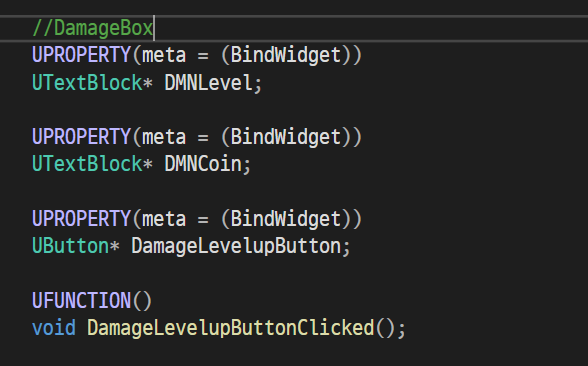 //DamageBox
UPROPERTY(meta = (BindWidget))
UTextBlock* DMNLevel;
UPROPERTY(meta = (BindWidget))
UTextBlock* DMNCoin;
UPROPERTY(meta = (BindWidget))
UButton* DamageLevelupButton;
UFUNCTION()
void DamageLevelupButtonClicked();